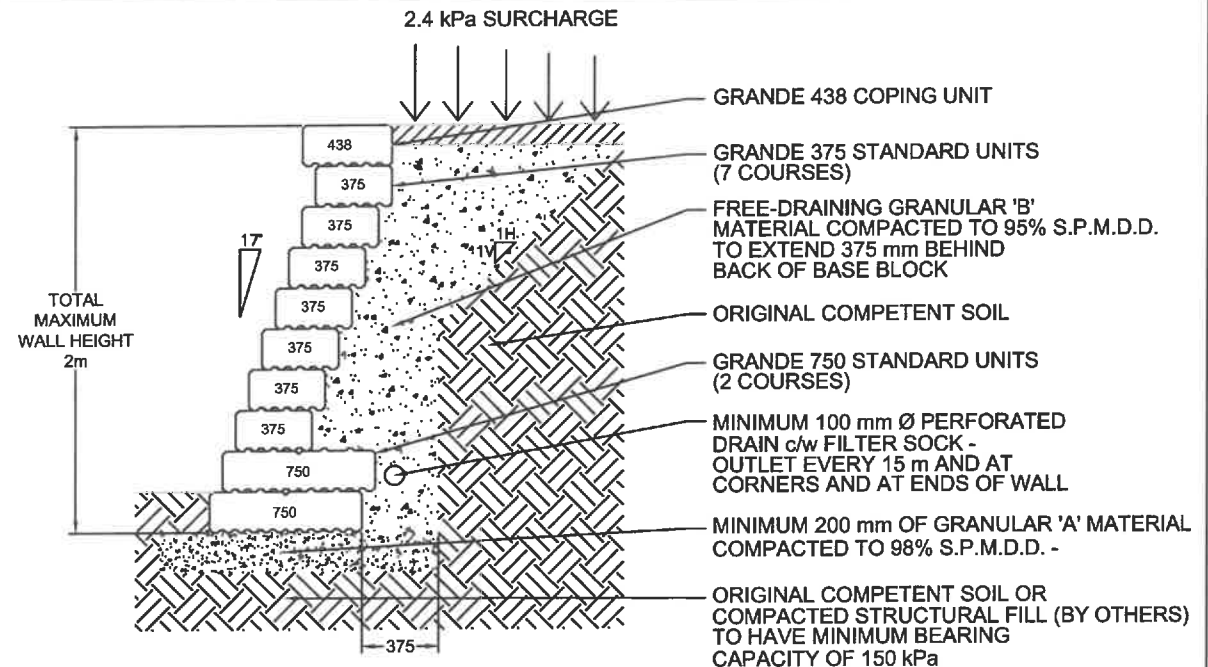 2.4 kPa SURCHARGE
GRANDE 438 COPING UNIT
GRANDE 375 STANDARD UNITS
(7 COURSES)
FREE-DRAINING GRANULAR 'B'
MATERIAL COMPACTED TO 95% S.P.M.D.D.
TO EXTEND 375 mm BEHIND
BACK OF BASE BLOCK
ORIGINAL COMPETENT SOIL
GRANDE 750 STANDARD UNITS
(2 COURSES)
MINIMUM 100 mm Ø PERFORATED
DRAIN c/w FILTER SOCK -
OUTLET EVERY 15 m AND AT
CORNERS AND AT ENDS OF WALL
MINIMUM 200 mm OF GRANULAR 'A' MATERIAL
COMPACTED TO 98% S.P.M.D.D. -
ORIGINAL COMPETENT SOIL OR
COMPACTED STRUCTURAL FILL (BY OTHERS)
TO HAVE MINIMUM BEARING
CAPACITY OF 150 kPa
TOTAL
MAXIMUM
WALL HEIGHT
2m
17°
1H
1V
438
375
375
375
375
375
375
375
750
750
375